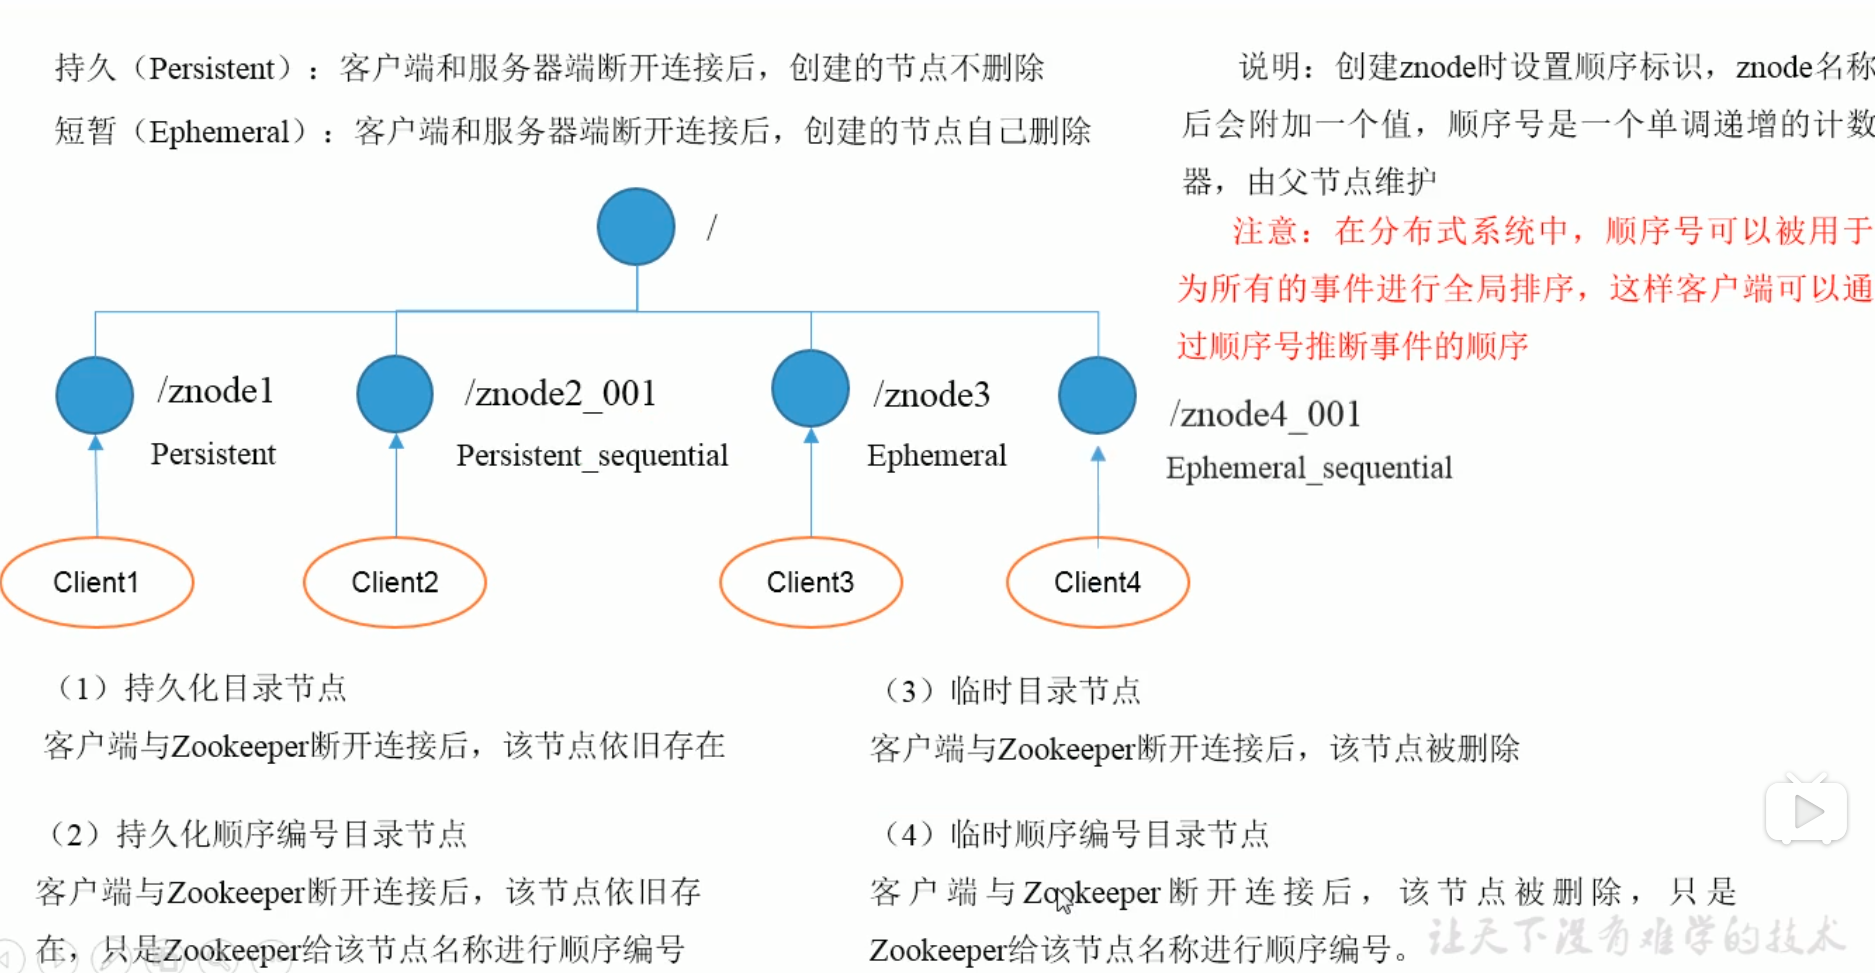 持久（Persistent）：客户端和服务器端断开连接后，创建的节点不删除
短暂（Ephemeral）：客户端和服务器端断开连接后，创建的节点自己删除
说明：创建znode时设置顺序标识，znode名称
后会附加一个值，顺序号是一个单调递增的计数
器，由父节点维护
注意：在分布式系统中，顺序号可以被用于
为所有的事件进行全局排序，这样客户端可以通
过顺序号推断事件的顺序
/
/znode1
Persistent
/znode2_001
Persistent_sequential
/znode3
Ephemeral
/znode4_001
Ephemeral_sequential
Client1
Client2
Client3
Client4
（1）持久化目录节点
客户端与Zookeeper断开连接后，该节点依旧存在
（2）持久化顺序编号目录节点
客户端与Zookeeper断开连接后，该节点依旧存
在，只是Zookeeper给该节点名称进行顺序编号
（3）临时目录节点
客户端与Zookeeper断开连接后，该节点被删除
（4）临时顺序编号目录节点
客户端与Zookeeper断开连接后，该节点被删除，只是
Zookeeper给该节点名称进行顺序编号。
让天下没有难学的技术